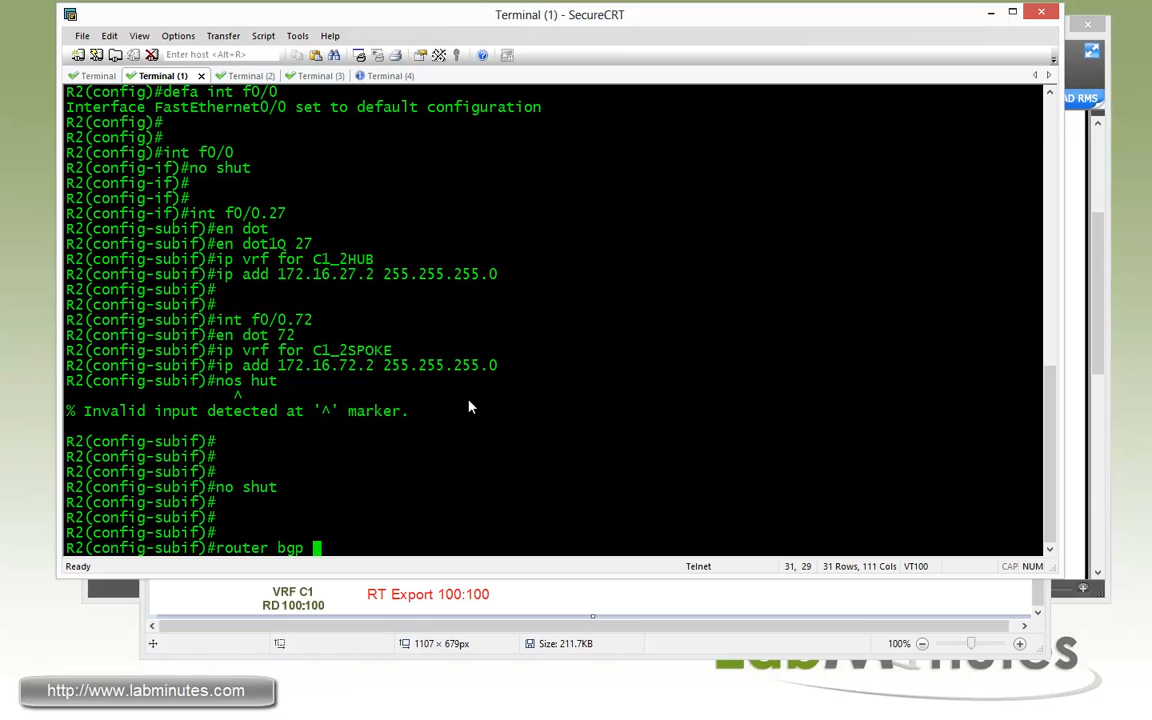 Terminal (1) - SecureCRT
File Edit View Options Transfer Script Tools Help
Enter host <Alt+R>
Terminal Terminal (1) Terminal (2) Terminal (3) Terminal (4)
AD RMS
R2(config)#defa int f0/0
Interface FastEthernet0/0 set to default configuration
R2(config)#
R2(config)#
R2(config)#int f0/0
R2(config-if)#no shut
R2(config-if)#
R2(config-if)#
R2(config-if)#int f0/0.27
R2(config-subif)#en dot
R2(config-subif)#en dot1Q 27
R2(config-subif)#ip vrf for C1_2HUB
R2(config-subif)#ip add 172.16.27.2 255.255.255.0
R2(config-subif)#
R2(config-subif)#
R2(config-subif)#int f0/0.72
R2(config-subif)#en dot 72
R2(config-subif)#ip vrf for C1_2SPOKE
R2(config-subif)#ip add 172.16.72.2 255.255.255.0
R2(config-subif)#nos hut
^
% Invalid input detected at '^' marker.
R2(config-subif)#
R2(config-subif)#
R2(config-subif)#
R2(config-subif)#no shut
R2(config-subif)#
R2(config-subif)#
R2(config-subif)#
R2(config-subif)#router bgp
Ready Telnet 31, 29 31 Rows, 111 Cols VT100 CAP NUM
VRF C1 RT Export 100:100
RD 100:100
1107 × 679px Size: 211.7KB 100%
LabMinutes
http://www.labminutes.com